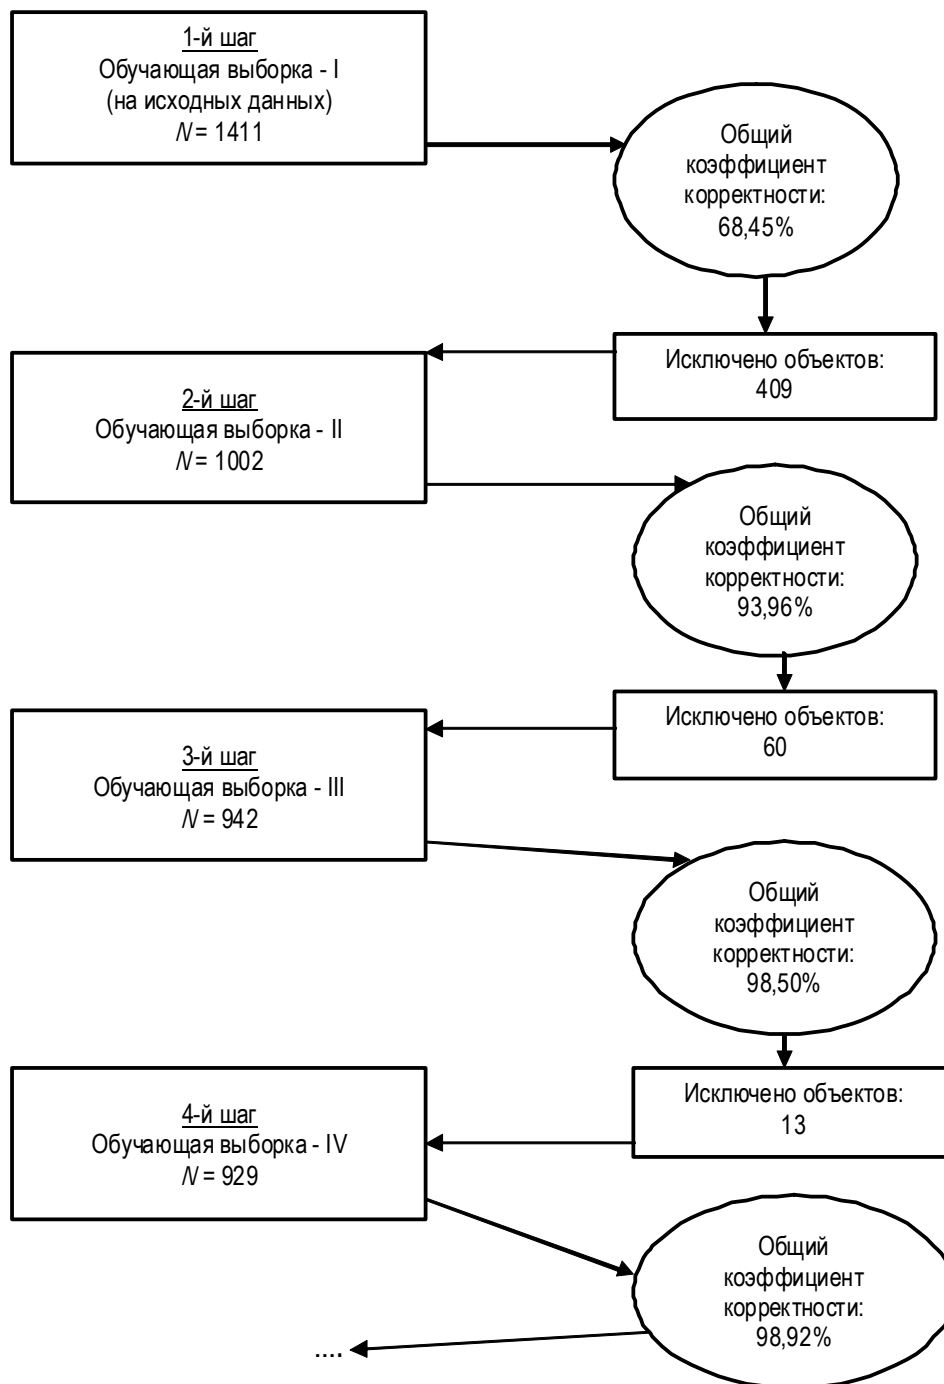 1-й шаг
Обучающая выборка - I
(на исходных данных)
N = 1411
Общий
коэффициент
корректности:
68,45%
Исключено объектов:
409
2-й шаг
Обучающая выборка - II
N = 1002
Общий
коэффициент
корректности:
93,96%
Исключено объектов:
60
3-й шаг
Обучающая выборка - III
N = 942
Общий
коэффициент
корректности:
98,50%
Исключено объектов:
13
4-й шаг
Обучающая выборка - IV
N = 929
Общий
коэффициент
корректности:
98,92%
....